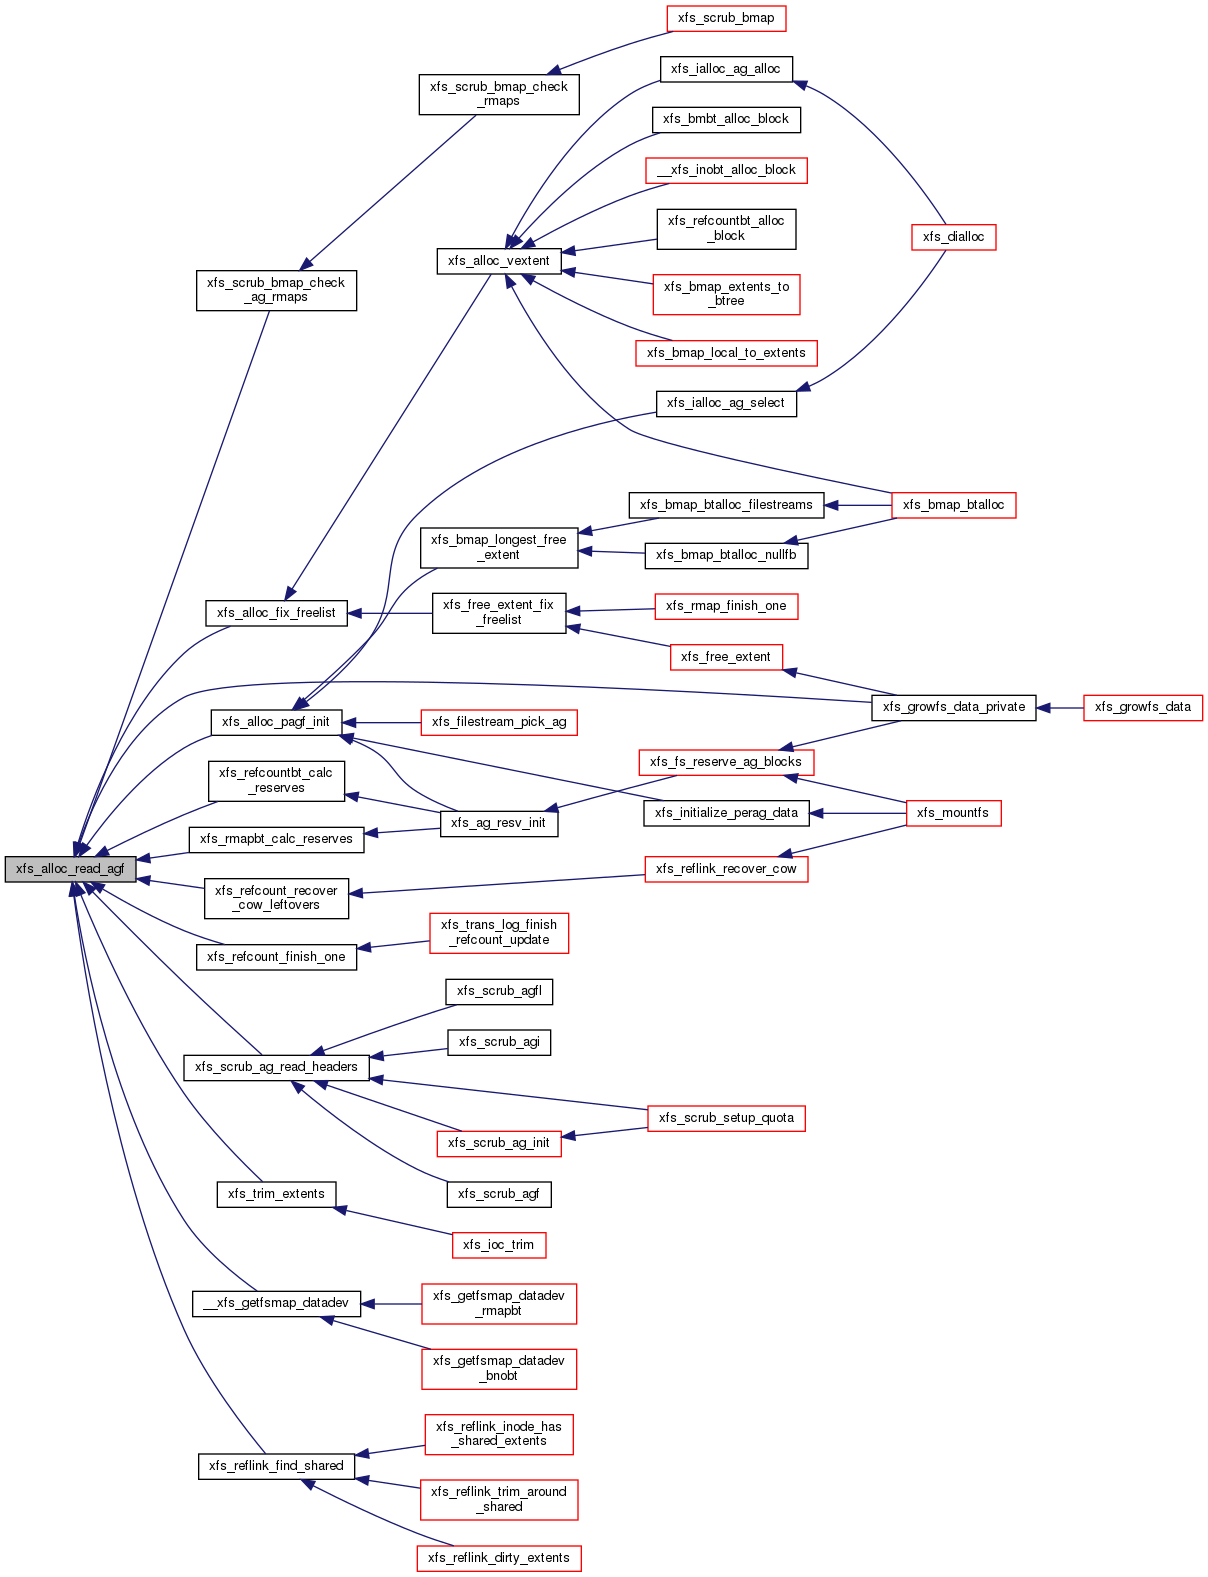 xfs_scrub_bmap
xfs_ialloc_ag_alloc
xfs_scrub_bmap_check
_rmaps
xfs_bmbt_alloc_block
__xfs_inobt_alloc_block
xfs_refcountbt_alloc
_block
xfs_dialloc
xfs_alloc_vextent
xfs_scrub_bmap_check
_ag_rmaps
xfs_bmap_extents_to
_btree
xfs_bmap_local_to_extents
xfs_ialloc_ag_select
xfs_bmap_btalloc_filestreams
xfs_bmap_btalloc
xfs_bmap_longest_free
_extent
xfs_bmap_btalloc_nullfb
xfs_alloc_fix_freelist
xfs_free_extent_fix
_freelist
xfs_rmap_finish_one
xfs_free_extent
xfs_growfs_data_private
xfs_growfs_data
xfs_alloc_pagf_init
xfs_filestream_pick_ag
xfs_fs_reserve_ag_blocks
xfs_refcountbt_calc
_reserves
xfs_initialize_perag_data
xfs_mountfs
xfs_ag_resv_init
xfs_rmapbt_calc_reserves
xfs_alloc_read_agf
xfs_reflink_recover_cow
xfs_refcount_recover
_cow_leftovers
xfs_trans_log_finish
_refcount_update
xfs_refcount_finish_one
xfs_scrub_agfl
xfs_scrub_agi
xfs_scrub_ag_read_headers
xfs_scrub_setup_quota
xfs_scrub_ag_init
xfs_scrub_agf
xfs_trim_extents
xfs_ioc_trim
__xfs_getfsmap_datadev
xfs_getfsmap_datadev
_rmapbt
xfs_getfsmap_datadev
_bnobt
xfs_reflink_inode_has
_shared_extents
xfs_reflink_find_shared
xfs_reflink_trim_around
_shared
xfs_reflink_dirty_extents